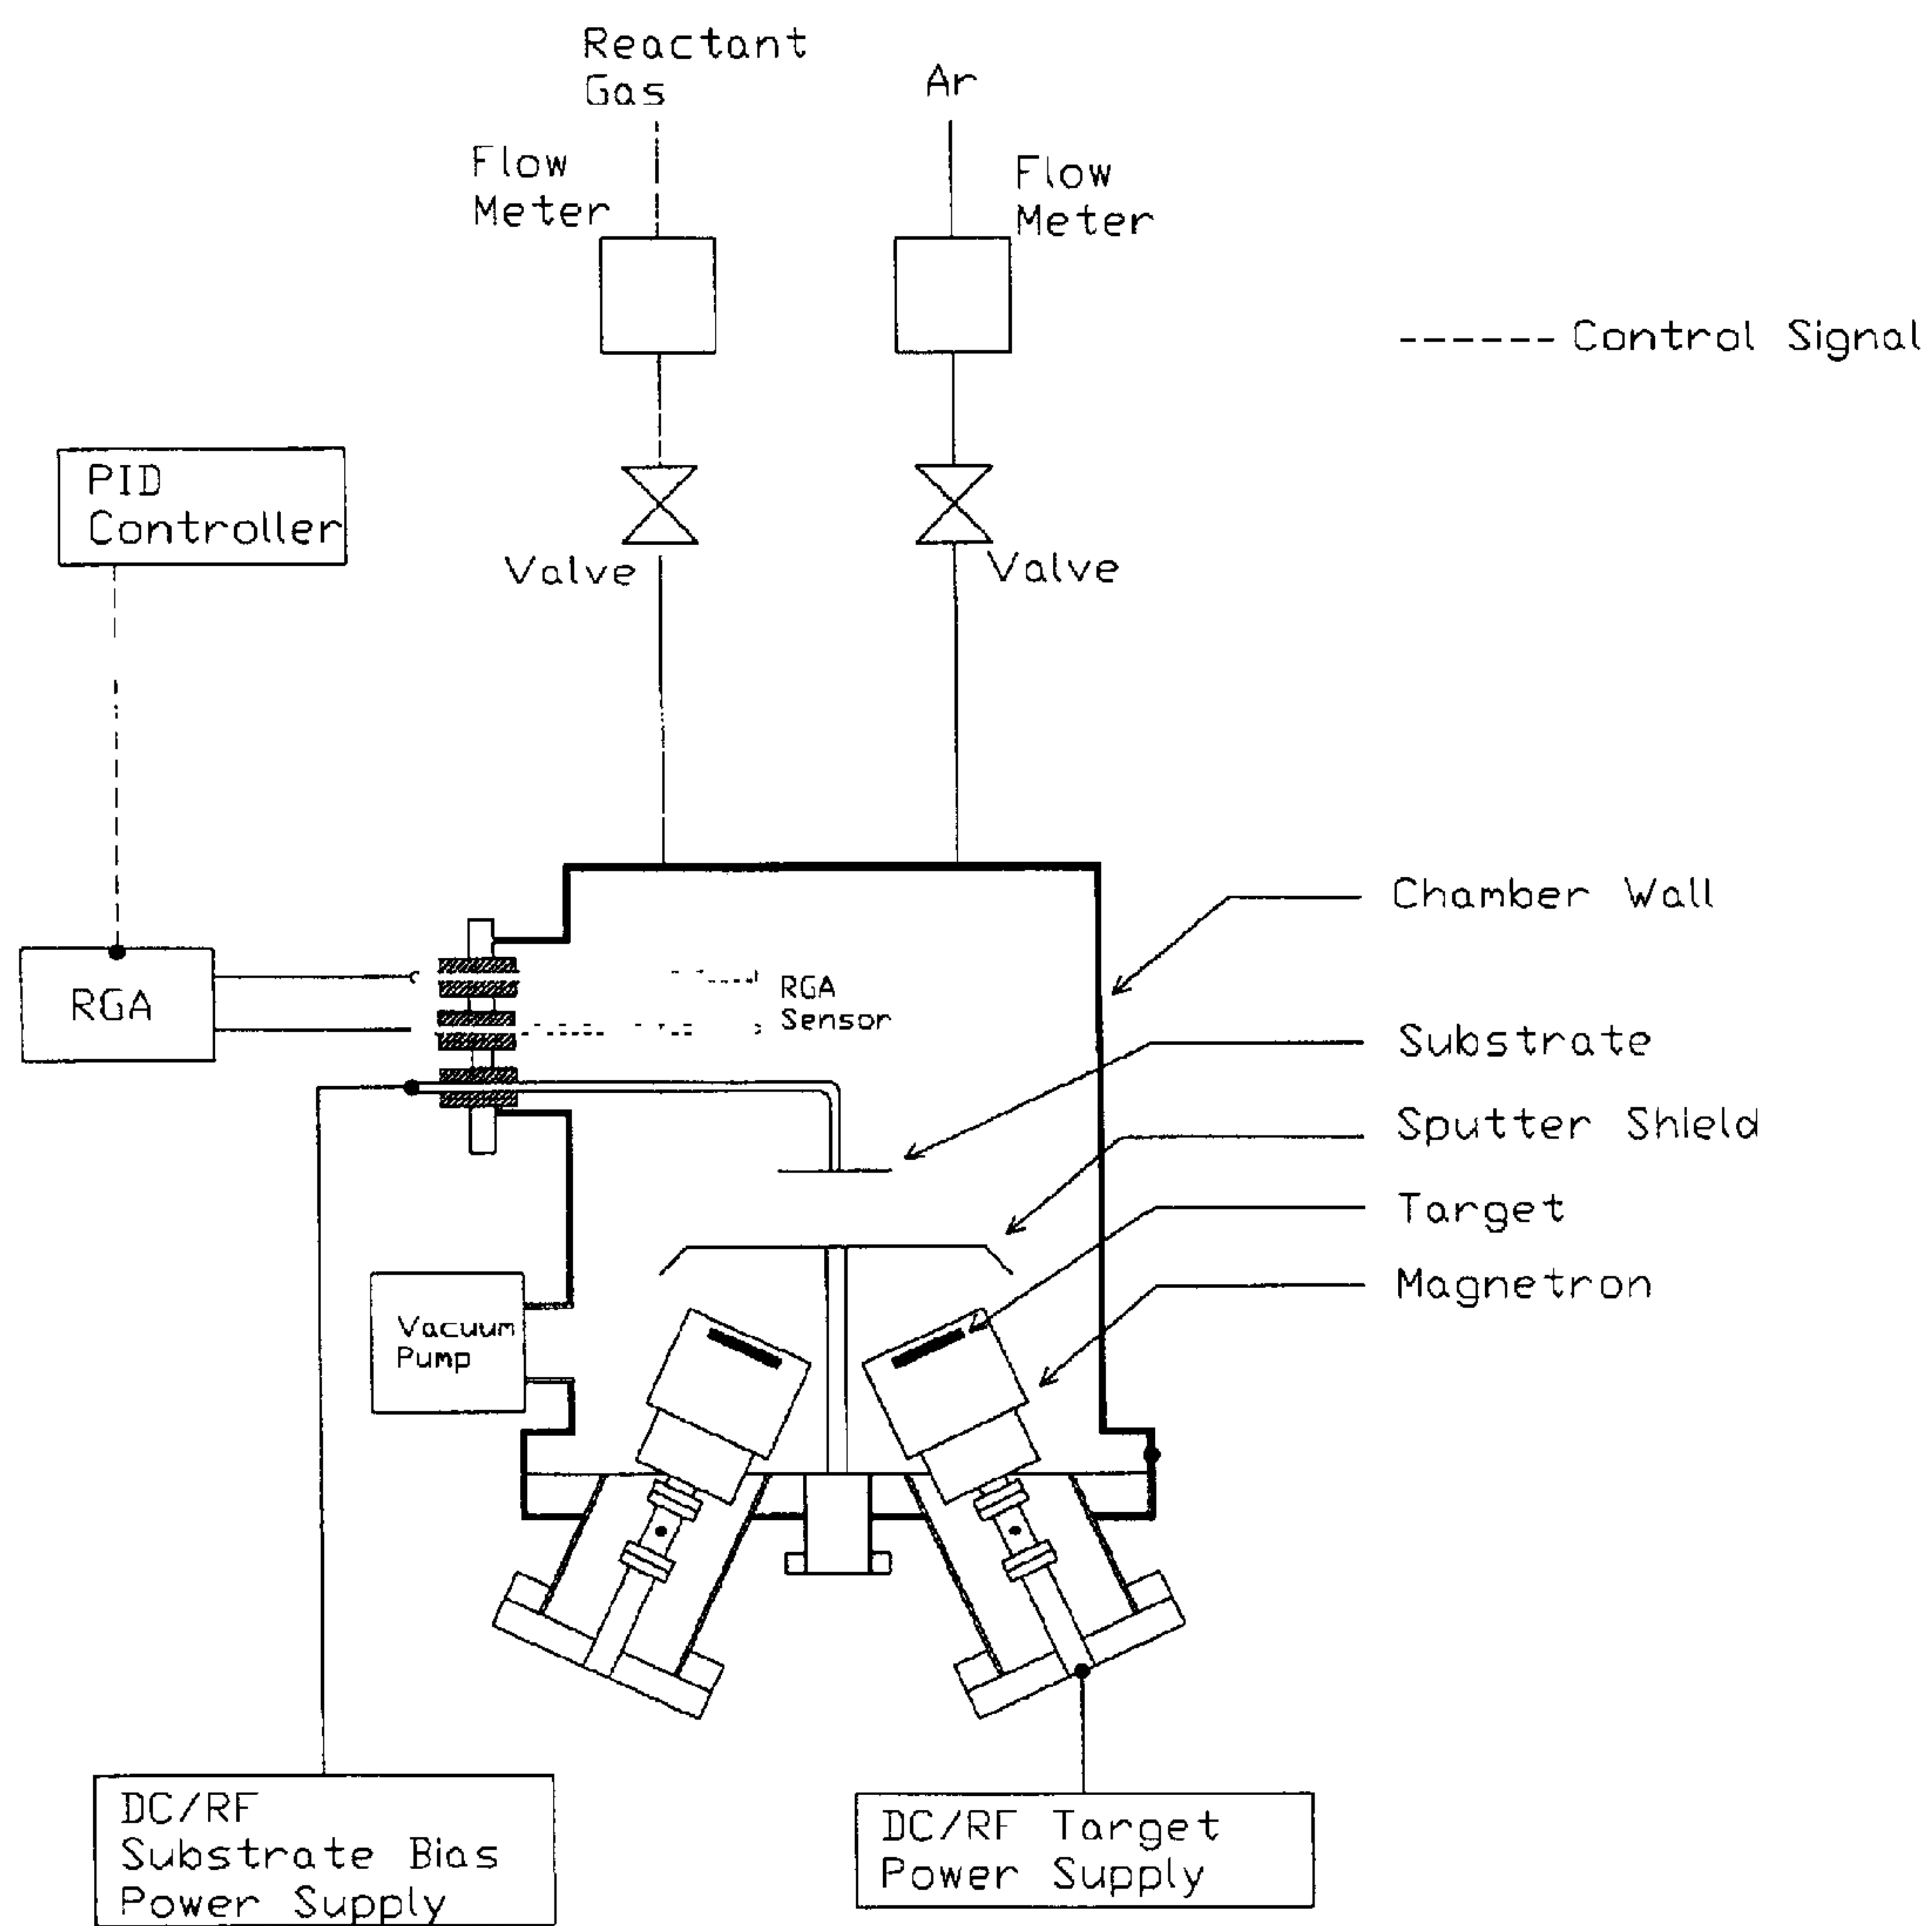 Reactant
Gas
Ar
Flow
Meter
Flow
Meter
Control Signal
PID
Controller
Valve
Valve
Chamber Wall
RGA
RGA
Sensor
Substrate
Sputter Shield
Target
Magnetron
Vacuum
Pump
DC/RF
Substrate Bias
Power Supply
DC/RF Target
Power Supply